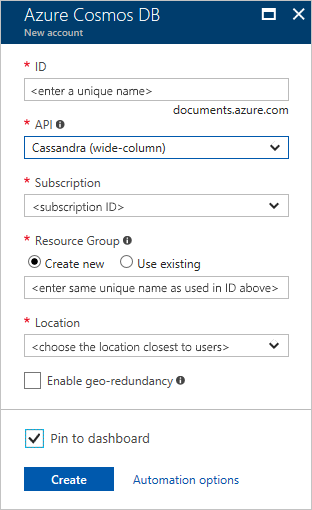 Azure Cosmos DB
New account
* ID
<enter a unique name>
documents.azure.com
* API
Cassandra (wide-column)
* Subscription
<subscription ID>
* Resource Group
Create new Use existing
<enter same unique name as used in ID above>
* Location
<choose the location closest to users>
Enable geo-redundancy
Pin to dashboard
Create Automation options